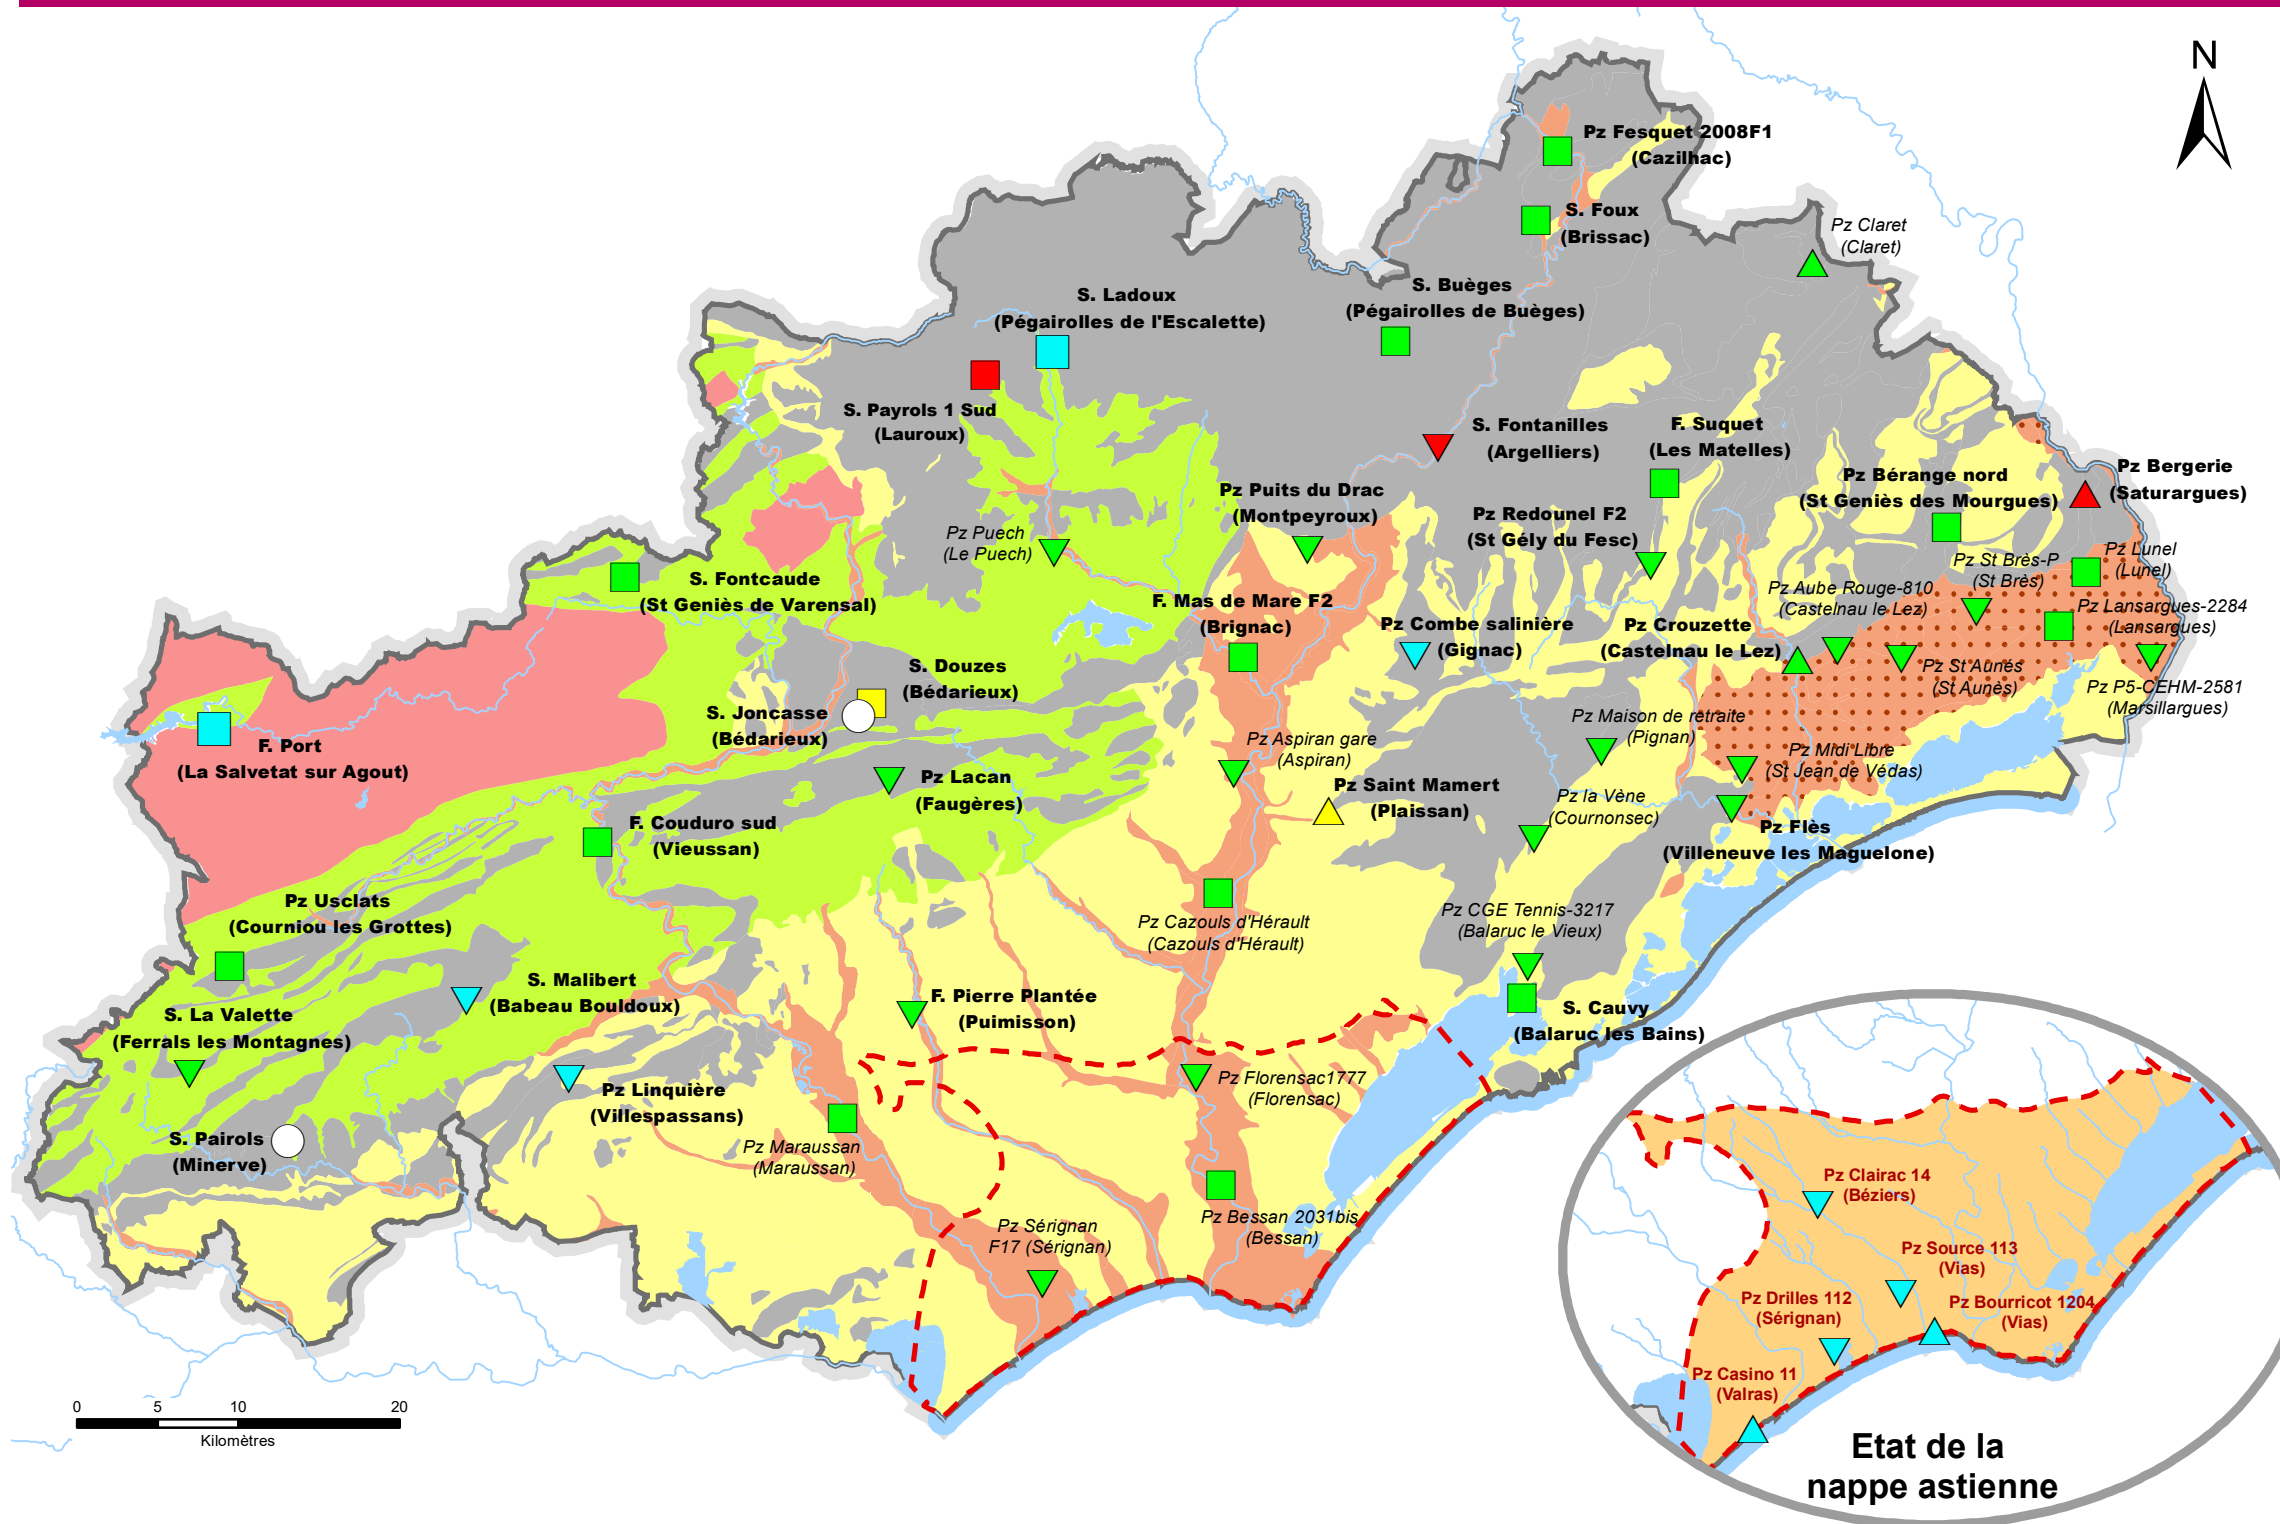 N
Pz Fesquet 2008F1
(Cazilhac)
S. Foux
(Brissac)
Pz Claret
(Claret)
S. Buèges
(Pégairolles de Buèges)
S. Ladoux
(Pégairolles de l'Escalette)
S. Payrols 1 Sud
(Lauroux)
S. Fontanilles
(Argelliers)
F. Suquet
(Les Matelles)
Pz Bérange nord
(St Geniès des Mourgues)
Pz Bergerie
(Saturargues)
Pz Puits du Drac
(Montpeyroux)
Pz Redounel F2
(St Gély du Fesc)
Pz Puech
(Le Puech)
Pz St Brès-P
(St Brès)
Pz Lunel
(Lunel)
S. Fontcaude
(St Geniès de Varensal)
Pz Aube Rouge-810
(Castelnau le Lez)
Pz Lansargues-2284
(Lansargues)
F. Mas de Mare F2
(Brignac)
Pz Combe salinière
(Gignac)
Pz Crouzette
(Castelnau le Lez)
S. Douzes
(Bédarieux)
Pz St Aunés
(St Aunès)
Pz P5-CEHM-2581
(Marsillargues)
S. Joncasse
(Bédarieux)
Pz Maison de retraite
(Pignan)
F. Port
(La Salvetat sur Agout)
Pz Aspiran gare
(Aspiran)
Pz Midi Libre
(St Jean de Védas)
Pz Lacan
(Faugères)
Pz Saint Mamert
(Plaissan)
Pz la Vène
(Cournonsec)
F. Couduro sud
(Vieussan)
Pz Flès
(Villeneuve les Maguelone)
Pz Usclats
(Courniou les Grottes)
Pz Cazouls d'Hérault
(Cazouls d'Hérault)
Pz CGE Tennis-3217
(Balaruc le Vieux)
S. Malibert
(Babeau Bouldoux)
F. Pierre Plantée
(Puimisson)
S. Cauvy
(Balaruc les Bains)
S. La Valette
(Ferrals les Montagnes)
Pz Linquière
(Villespassans)
Pz Florensac1777
(Florensac)
S. Pairols
(Minerve)
Pz Maraussan
(Maraussan)
Pz Sérignan
F17 (Sérignan)
Pz Bessan 2031bis
(Bessan)
Pz Clairac 14
(Béziers)
Pz Source 113
(Vias)
Pz Drilles 112
(Sérignan)
Pz Bourricot 1204
(Vias)
Pz Casino 11
(Valras)
0 5 10 20
Kilomètres
Etat de la
nappe astienne